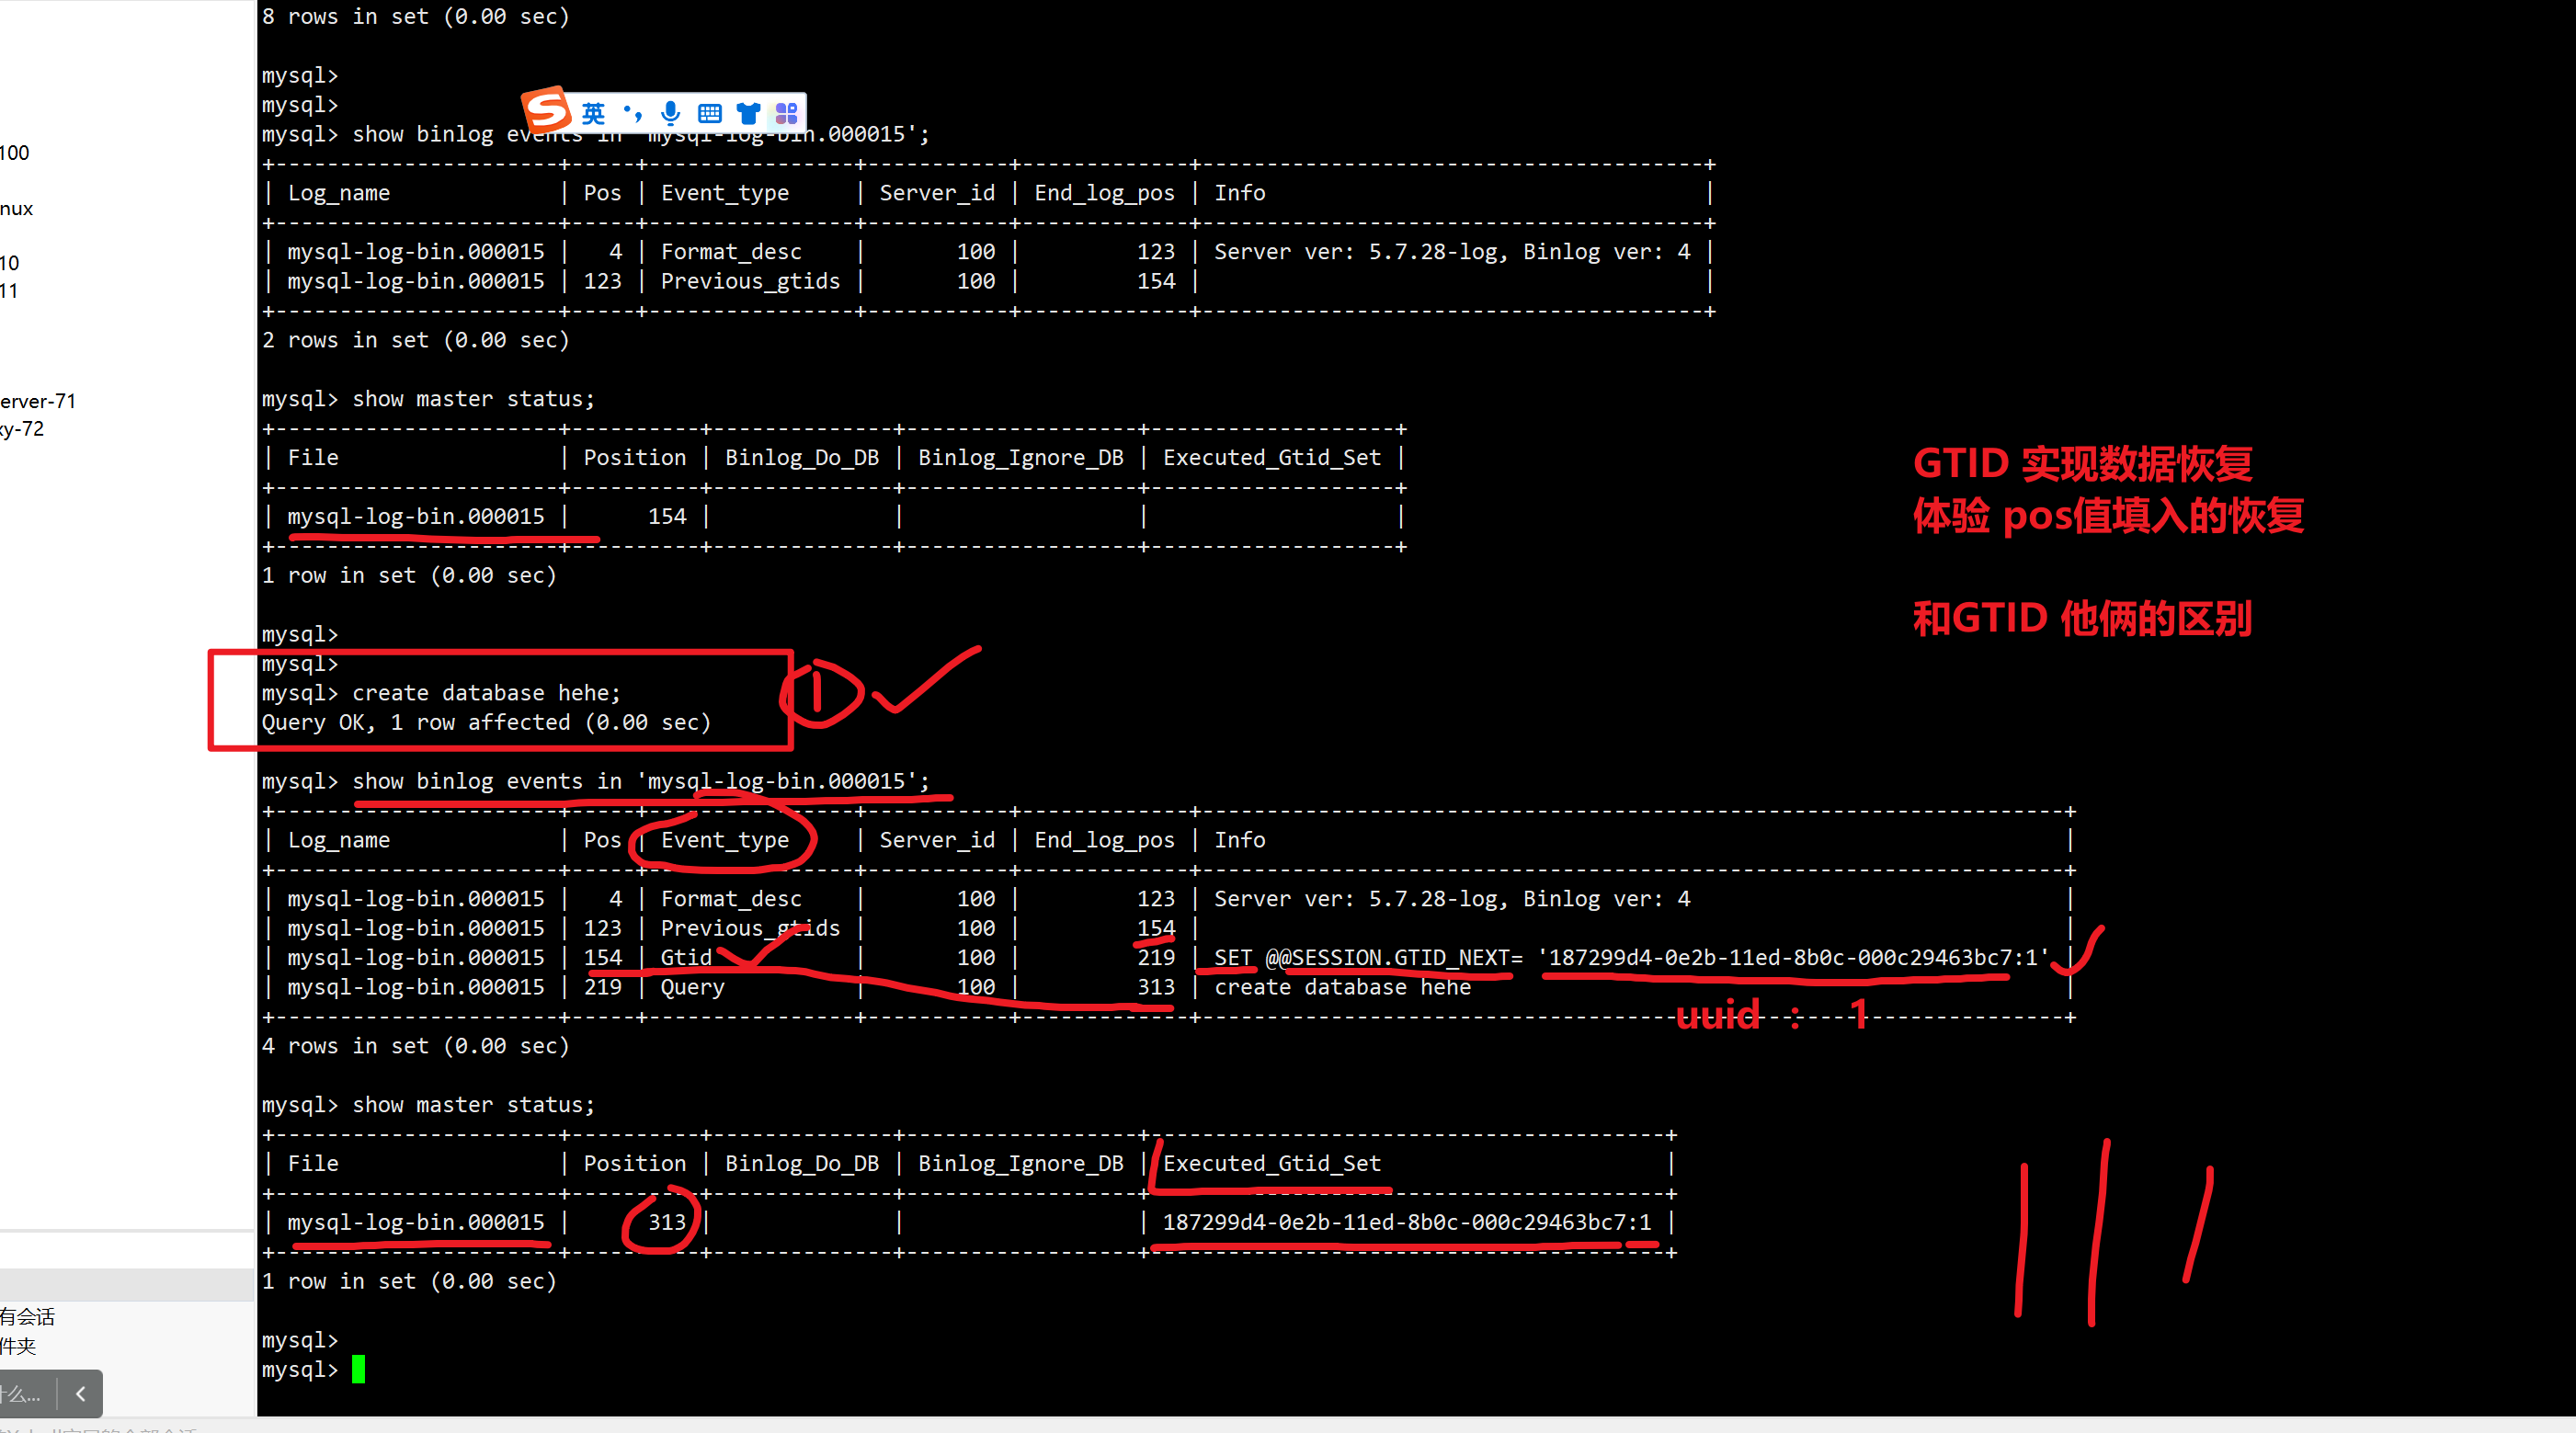 8 rows in set (0.00 sec)
mysql>
mysql>
英
mysql> show binlog events in 'mysql-log-bin.000015';
100
| Log_name | Pos | Event_type | Server_id | End_log_pos | Info |
nux
| mysql-log-bin.000015 | 4 | Format_desc | 100 | 123 | Server ver: 5.7.28-log, Binlog ver: 4 |
10
| mysql-log-bin.000015 | 123 | Previous_gtids | 100 | 154 | |
11
2 rows in set (0.00 sec)
mysql> show master status;
erver-71
xy-72
| File | Position | Binlog_Do_DB | Binlog_Ignore_DB | Executed_Gtid_Set |
GTID 实现数据恢复
| mysql-log-bin.000015 | 154 | | | |
体验 pos值填入的恢复
1 row in set (0.00 sec)
和GTID 他俩的区别
mysql>
mysql>
mysql> create database hehe;
1
Query OK, 1 row affected (0.00 sec)
mysql> show binlog events in 'mysql-log-bin.000015';
| Log_name | Pos | Event_type | Server_id | End_log_pos | Info |
| mysql-log-bin.000015 | 4 | Format_desc | 100 | 123 | Server ver: 5.7.28-log, Binlog ver: 4 |
| mysql-log-bin.000015 | 123 | Previous_gtids | 100 | 154 | |
| mysql-log-bin.000015 | 154 | Gtid | 100 | 219 | SET @@SESSION.GTID_NEXT= '187299d4-0e2b-11ed-8b0c-000c29463bc7:1' |
| mysql-log-bin.000015 | 219 | Query | 100 | 313 | create database hehe |
uuid : 1
4 rows in set (0.00 sec)
mysql> show master status;
| File | Position | Binlog_Do_DB | Binlog_Ignore_DB | Executed_Gtid_Set |
| mysql-log-bin.000015 | 313 | | | 187299d4-0e2b-11ed-8b0c-000c29463bc7:1 |
1 row in set (0.00 sec)
有会话
mysql>
件夹
mysql>
什么...